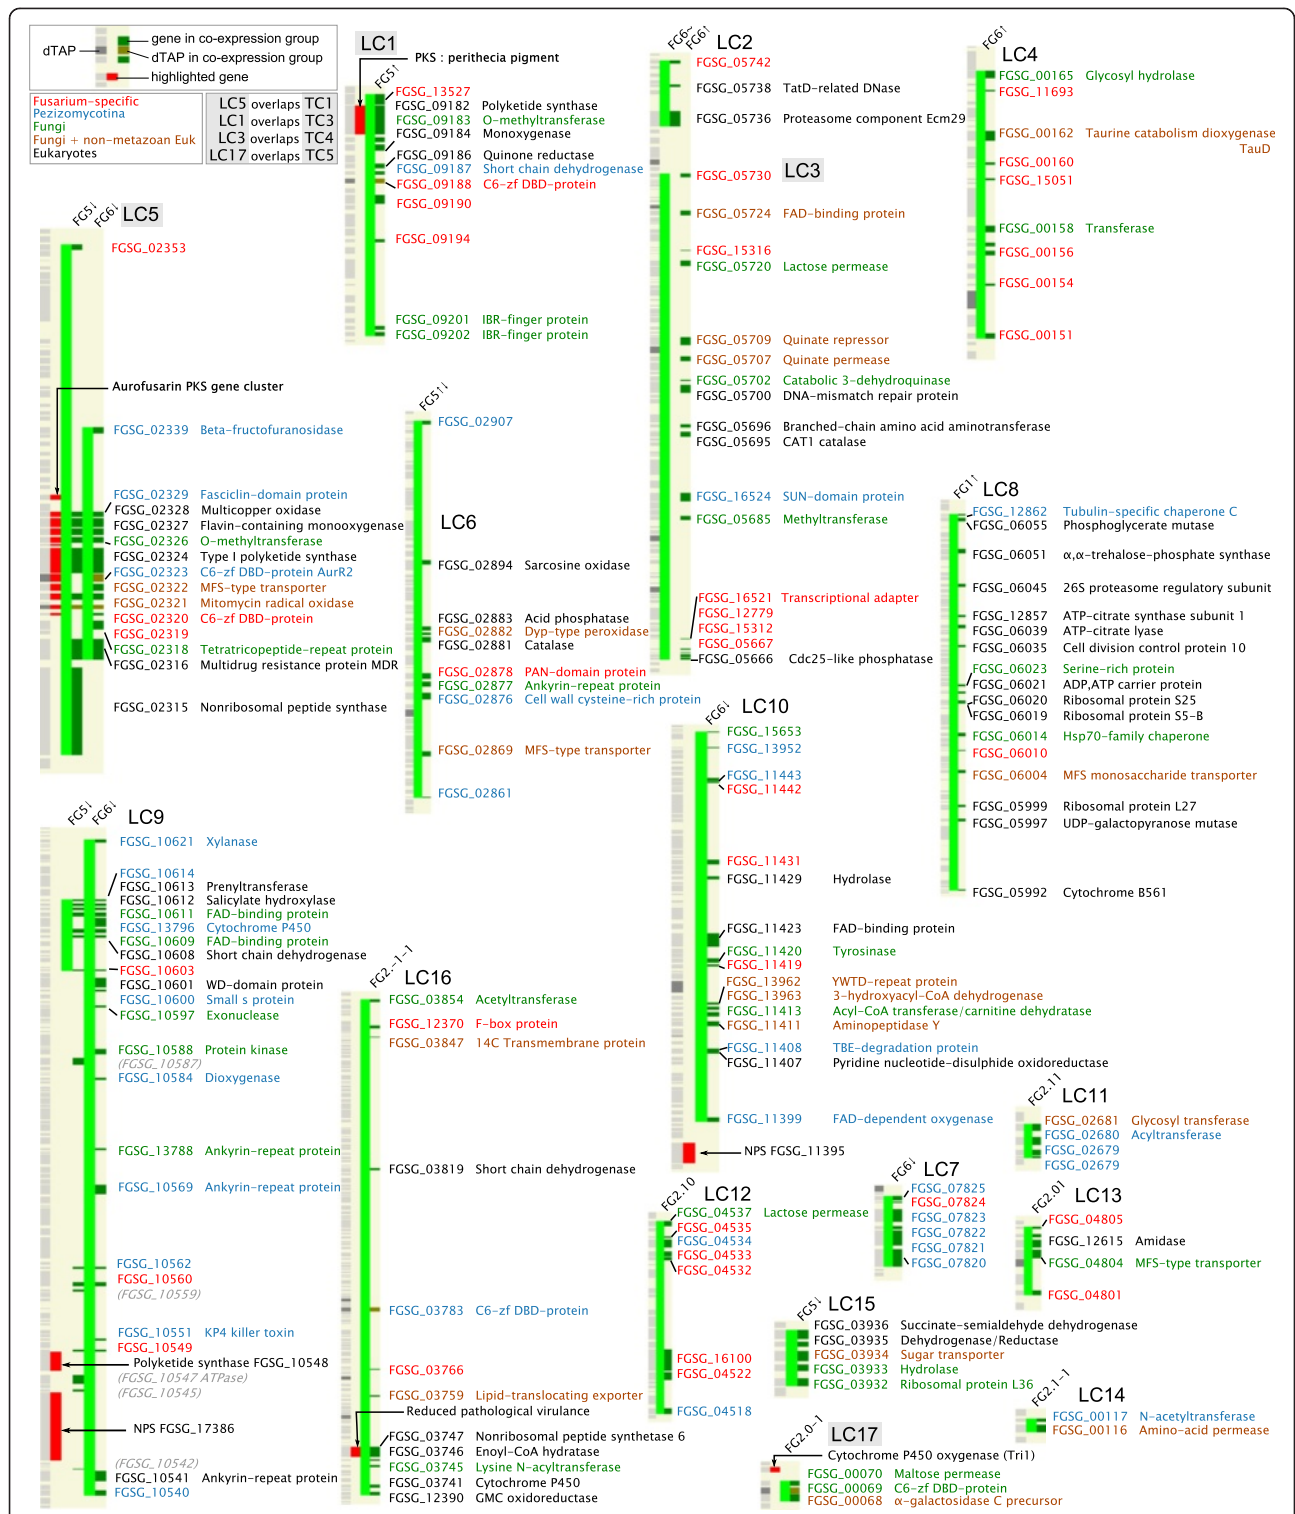 dTAP
gene in co-expression group
dTAP in co-expression group
highlighted gene
Fusarium-specific
Pezizomycotina
Fungi
Fungi + non-metazoan Euk
Eukaryotes
LC5 overlaps TC1
LC1 overlaps TC3
LC3 overlaps TC4
LC17 overlaps TC5
LC1
FG5↓
PKS : perithecia pigment
FGSG_13527
FGSG_09182 Polyketide synthase
FGSG_09183 O-methyltransferase
FGSG_09184 Monoxygenase
FGSG_09186 Quinone reductase
FGSG_09187 Short chain dehydrogenase
FGSG_09188 C6-zf DBD-protein
FGSG_09190
FGSG_09194
FGSG_09201 IBR-finger protein
FGSG_09202 IBR-finger protein
LC2
FG6~
FG6↑
FGSG_05742
FGSG_05738 TatD-related DNase
FGSG_05736 Proteasome component Ecm29
LC3
FGSG_05730
FGSG_05724 FAD-binding protein
FGSG_15316
FGSG_05720 Lactose permease
FGSG_05709 Quinate repressor
FGSG_05707 Quinate permease
FGSG_05702 Catabolic 3-dehydroquinase
FGSG_05700 DNA-mismatch repair protein
FGSG_05696 Branched-chain amino acid aminotransferase
FGSG_05695 CAT1 catalase
FGSG_16524 SUN-domain protein
FGSG_05685 Methyltransferase
FGSG_16521 Transcriptional adapter
FGSG_12779
FGSG_15312
FGSG_05667
FGSG_05666 Cdc25-like phosphatase
LC4
FG6↑
FGSG_00165 Glycosyl hydrolase
FGSG_11693
FGSG_00162 Taurine catabolism dioxygenase
TauD
FGSG_00160
FGSG_15051
FGSG_00158 Transferase
FGSG_00156
FGSG_00154
FGSG_00151
LC5
FG5↓
FG6↓
FGSG_02353
Aurofusarin PKS gene cluster
FGSG_02339 Beta-fructofuranosidase
FGSG_02329 Fasciclin-domain protein
FGSG_02328 Multicopper oxidase
FGSG_02327 Flavin-containing monooxygenase
FGSG_02326 O-methyltransferase
FGSG_02324 Type I polyketide synthase
FGSG_02323 C6-zf DBD-protein AurR2
FGSG_02322 MFS-type transporter
FGSG_02321 Mitomycin radical oxidase
FGSG_02320 C6-zf DBD-protein
FGSG_02319
FGSG_02318 Tetratricopeptide-repeat protein
FGSG_02316 Multidrug resistance protein MDR
FGSG_02315 Nonribosomal peptide synthase
LC6
FG5↑↓
FGSG_02907
FGSG_02894 Sarcosine oxidase
FGSG_02883 Acid phosphatase
FGSG_02882 Dyp-type peroxidase
FGSG_02881 Catalase
FGSG_02878 PAN-domain protein
FGSG_02877 Ankyrin-repeat protein
FGSG_02876 Cell wall cysteine-rich protein
FGSG_02869 MFS-type transporter
FGSG_02861
LC8
FG1↑
FGSG_12862 Tubulin-specific chaperone C
FGSG_06055 Phosphoglycerate mutase
FGSG_06051 α,α-trehalose-phosphate synthase
FGSG_06045 26S proteasome regulatory subunit
FGSG_12857 ATP-citrate synthase subunit 1
FGSG_06039 ATP-citrate lyase
FGSG_06035 Cell division control protein 10
FGSG_06023 Serine-rich protein
FGSG_06021 ADP,ATP carrier protein
FGSG_06020 Ribosomal protein S25
FGSG_06019 Ribosomal protein S5-B
FGSG_06014 Hsp70-family chaperone
FGSG_06010
FGSG_06004 MFS monosaccharide transporter
FGSG_05999 Ribosomal protein L27
FGSG_05997 UDP-galactopyranose mutase
FGSG_05992 Cytochrome B561
LC10
FG6↓
FGSG_15653
FGSG_13952
FGSG_11443
FGSG_11442
FGSG_11431
FGSG_11429 Hydrolase
FGSG_11423 FAD-binding protein
FGSG_11420 Tyrosinase
FGSG_11419
FGSG_13962 YWTD-repeat protein
FGSG_13963 3-hydroxyacyl-CoA dehydrogenase
FGSG_11413 Acyl-CoA transferase/carnitine dehydratase
FGSG_11411 Aminopeptidase Y
FGSG_11408 TBE-degradation protein
FGSG_11407 Pyridine nucleotide-disulphide oxidoreductase
FGSG_11399 FAD-dependent oxygenase
NPS FGSG_11395
LC9
FG5↓
FG6↓
FGSG_10621 Xylanase
FGSG_10614
FGSG_10613 Prenyltransferase
FGSG_10612 Salicylate hydroxylase
FGSG_10611 FAD-binding protein
FGSG_13796 Cytochrome P450
FGSG_10609 FAD-binding protein
FGSG_10608 Short chain dehydrogenase
FGSG_10603
FGSG_10601 WD-domain protein
FGSG_10600 Small s protein
FGSG_10597 Exonuclease
FGSG_10588 Protein kinase
(FGSG_10587)
FGSG_10584 Dioxygenase
FGSG_13788 Ankyrin-repeat protein
FGSG_10569 Ankyrin-repeat protein
FGSG_10562
FGSG_10560
(FGSG_10559)
FGSG_10551 KP4 killer toxin
FGSG_10549
Polyketide synthase FGSG_10548
(FGSG_10547 ATPase)
(FGSG_10545)
NPS FGSG_17386
(FGSG_10542)
FGSG_10541 Ankyrin-repeat protein
FGSG_10540
LC16
FG2.-1-1
FGSG_03854 Acetyltransferase
FGSG_12370 F-box protein
FGSG_03847 14C Transmembrane protein
FGSG_03819 Short chain dehydrogenase
FGSG_03783 C6-zf DBD-protein
FGSG_03766
FGSG_03759 Lipid-translocating exporter
Reduced pathological virulance
FGSG_03747 Nonribosomal peptide synthetase 6
FGSG_03746 Enoyl-CoA hydratase
FGSG_03745 Lysine N-acyltransferase
FGSG_03741 Cytochrome P450
FGSG_12390 GMC oxidoreductase
LC11
FG2.11
FGSG_02681 Glycosyl transferase
FGSG_02680 Acyltransferase
FGSG_02679
FGSG_02679
LC7
FG6↓
FGSG_07825
FGSG_07824
FGSG_07823
FGSG_07822
FGSG_07821
FGSG_07820
LC12
FG2.10
FGSG_04537 Lactose permease
FGSG_04535
FGSG_04534
FGSG_04533
FGSG_04532
FGSG_16100
FGSG_04522
FGSG_04518
LC13
FG2.01
FGSG_04805
FGSG_12615 Amidase
FGSG_04804 MFS-type transporter
FGSG_04801
LC15
FG5↓
FGSG_03936 Succinate-semialdehyde dehydrogenase
FGSG_03935 Dehydrogenase/Reductase
FGSG_03934 Sugar transporter
FGSG_03933 Hydrolase
FGSG_03932 Ribosomal protein L36
LC14
FG2.1-1
FGSG_00117 N-acetyltransferase
FGSG_00116 Amino-acid permease
LC17
FG2.0-1
Cytochrome P450 oxygenase (Tri1)
FGSG_00070 Maltose permease
FGSG_00069 C6-zf DBD-protein
FGSG_00068 α-galactosidase C precursor